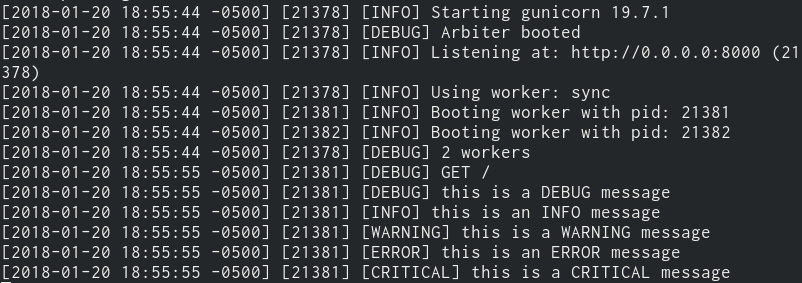 [2018-01-20 18:55:44 -0500] [21378] [INFO] Starting gunicorn 19.7.1
[2018-01-20 18:55:44 -0500] [21378] [DEBUG] Arbiter booted
[2018-01-20 18:55:44 -0500] [21378] [INFO] Listening at: http://0.0.0.0:8000 (21
378)
[2018-01-20 18:55:44 -0500] [21378] [INFO] Using worker: sync
[2018-01-20 18:55:44 -0500] [21381] [INFO] Booting worker with pid: 21381
[2018-01-20 18:55:44 -0500] [21382] [INFO] Booting worker with pid: 21382
[2018-01-20 18:55:44 -0500] [21378] [DEBUG] 2 workers
[2018-01-20 18:55:55 -0500] [21381] [DEBUG] GET /
[2018-01-20 18:55:55 -0500] [21381] [DEBUG] this is a DEBUG message
[2018-01-20 18:55:55 -0500] [21381] [INFO] this is an INFO message
[2018-01-20 18:55:55 -0500] [21381] [WARNING] this is a WARNING message
[2018-01-20 18:55:55 -0500] [21381] [ERROR] this is an ERROR message
[2018-01-20 18:55:55 -0500] [21381] [CRITICAL] this is a CRITICAL message